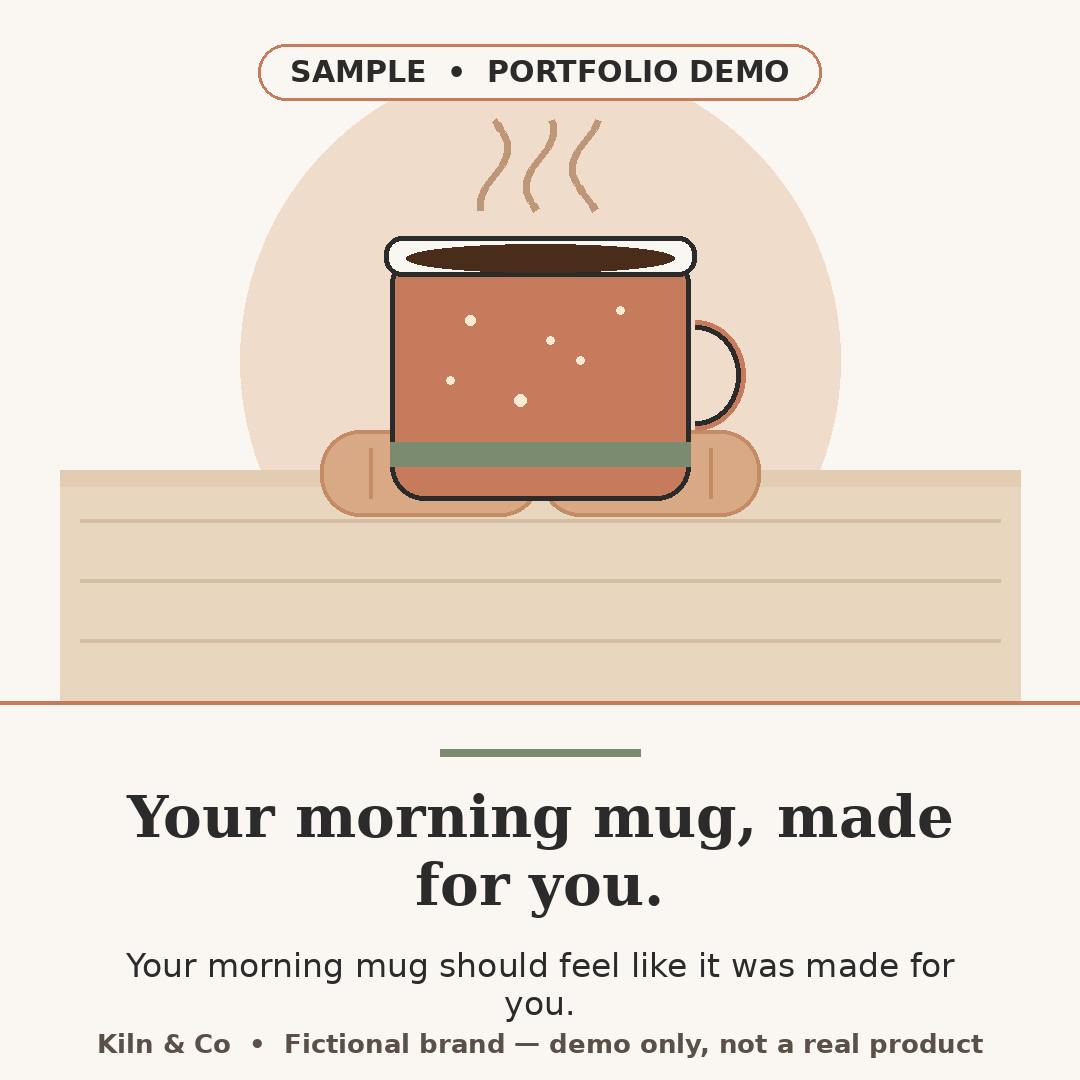 SAMPLE • PORTFOLIO DEMO
Your morning mug, made
for you.
Your morning mug should feel like it was made for
you.
Kiln & Co • Fictional brand — demo only, not a real product